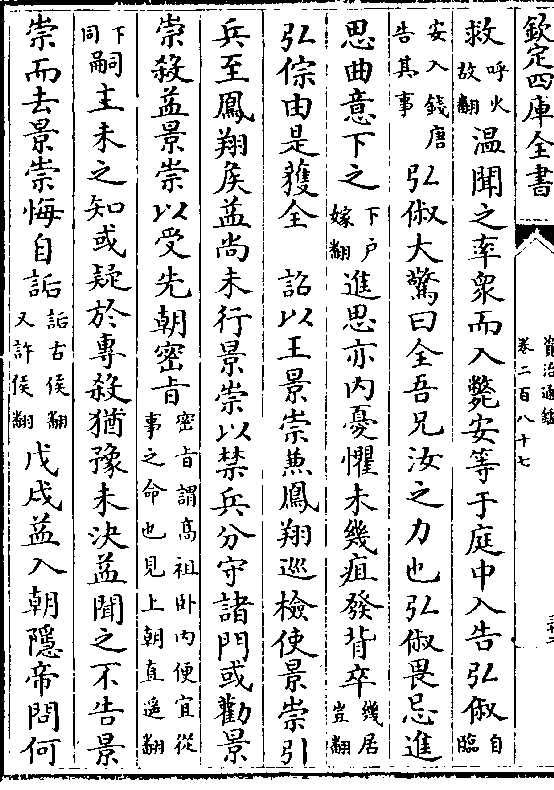 欽定四庫全書
資治通鑑
卷二百八十七
救呼火故翻溫聞之率衆而入斃安等于庭中入告弘俶自臨
安入錢唐告其事弘俶大驚曰全吾兄汝之力也弘俶畏忌進
思曲意下之下戶嫁翻進思亦内憂懼未幾疽發背卒幾居豈翻
弘倧由是獲全　詔以王景崇兼鳳翔巡檢使景崇引
兵至鳳翔侯益尚未行景崇以禁兵分守諸門或勸景
崇殺益景崇以受先朝密㫖密㫖謂髙祖卧内便宜從事之命也見上朝直遥翻
下同嗣主未之知或疑於專殺猶豫未決益聞之不告景
崇而去景崇悔自詬詬古侯翻又許侯翻戊戌益入朝隱帝問何